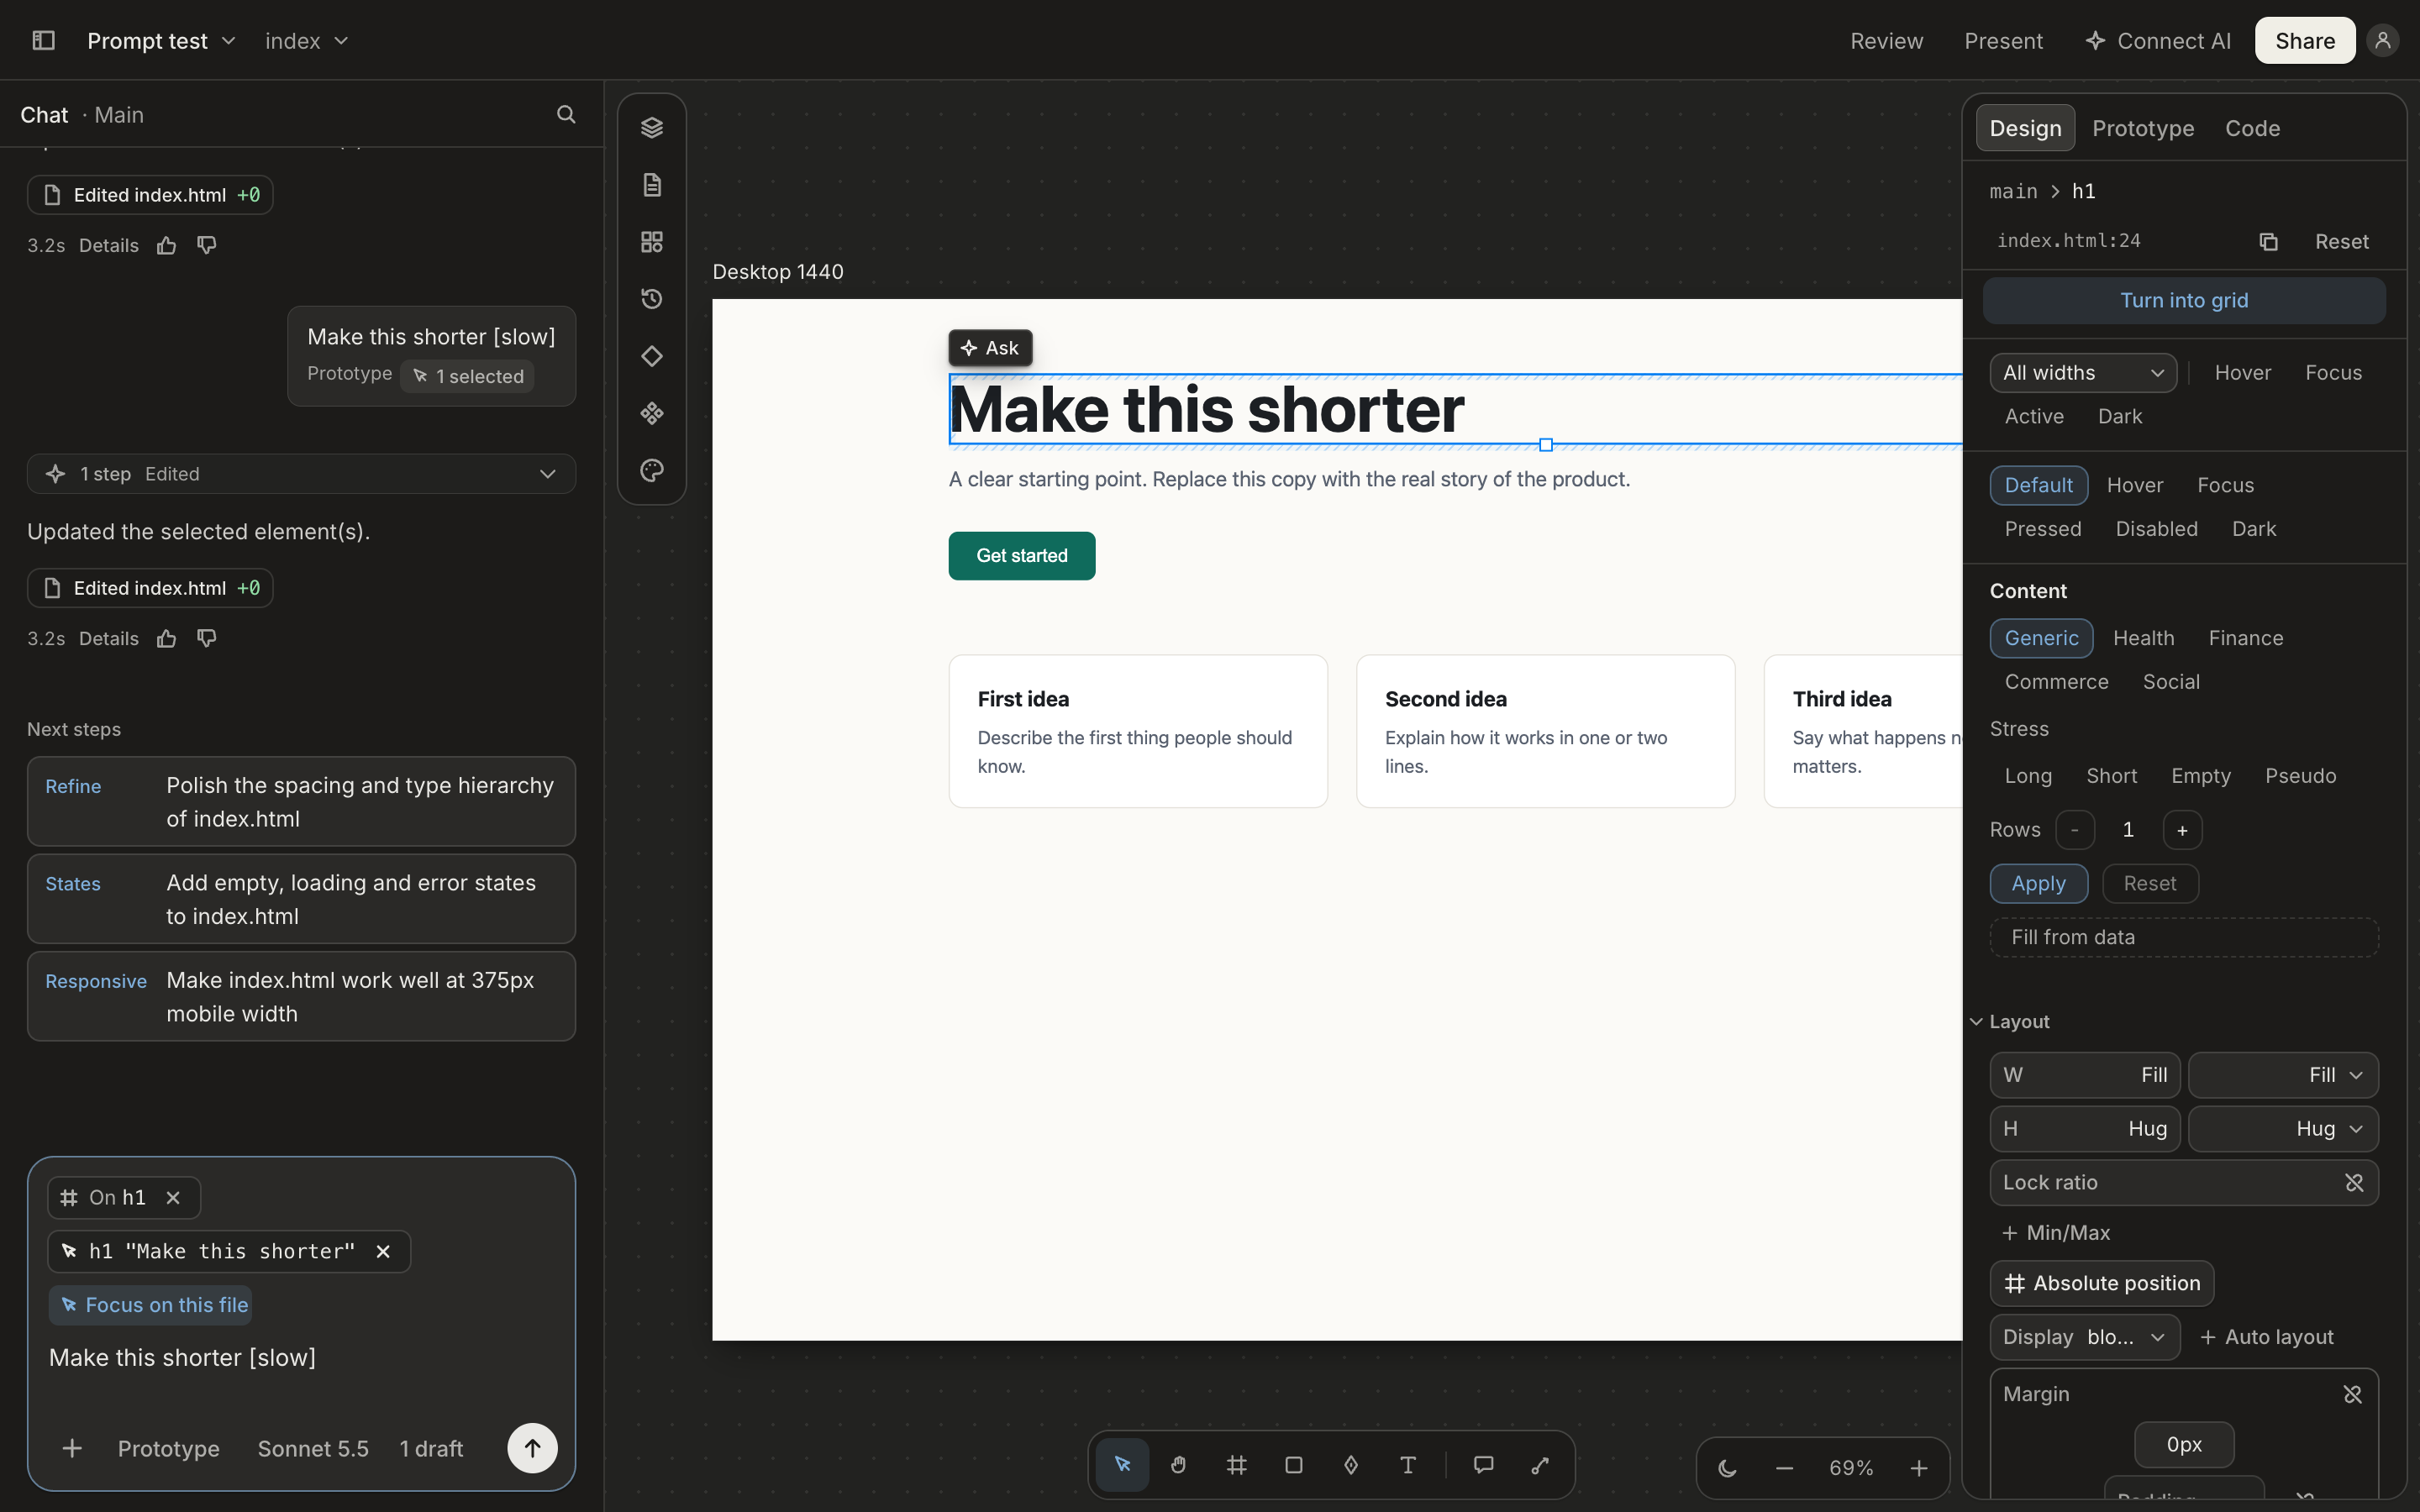 Prompt test
index
Review
Present
Connect AI
Share
Chat · Main
Edited index.html +0
3.2s Details
Make this shorter [slow]
Prototype 1 selected
1 step Edited
Updated the selected element(s).
Edited index.html +0
3.2s Details
Next steps
Refine
Polish the spacing and type hierarchy
of index.html
States
Add empty, loading and error states
to index.html
Responsive
Make index.html work well at 375px
mobile width
On h1
h1 "Make this shorter"
Focus on this file
Make this shorter [slow]
Prototype
Sonnet 5.5
1 draft
Desktop 1440
Ask
Make this shorter
A clear starting point. Replace this copy with the real story of the product.
Get started
First idea
Describe the first thing people should
know.
Second idea
Explain how it works in one or two
lines.
Third idea
Say what happens
matters.
69%
Design
Prototype
Code
main > h1
index.html:24
Reset
Turn into grid
All widths
Hover
Focus
Active
Dark
Default
Hover
Focus
Pressed
Disabled
Dark
Content
Generic
Health
Finance
Commerce
Social
Stress
Long
Short
Empty
Pseudo
Rows - 1 +
Apply
Reset
Fill from data
Layout
W Fill
Fill
H Hug
Hug
Lock ratio
+ Min/Max
Absolute position
Display blo...
+ Auto layout
Margin
0px